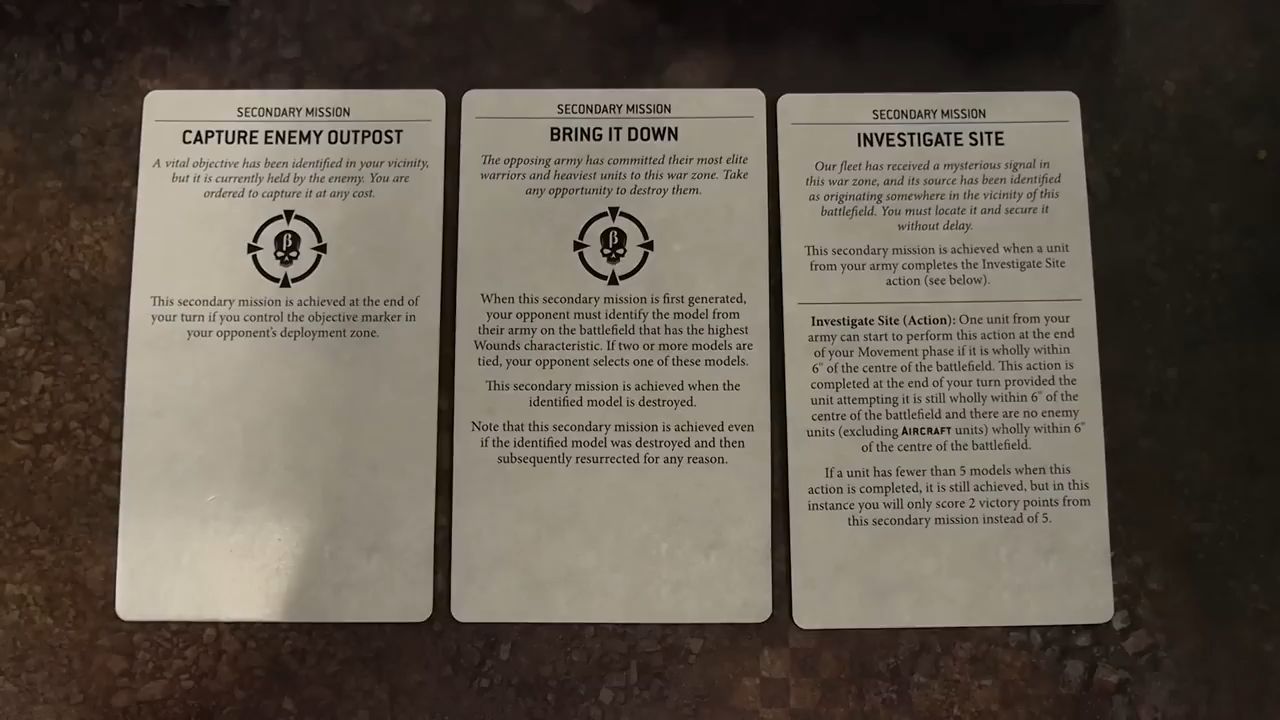 SECONDARY MISSION
CAPTURE ENEMY OUTPOST
A vital objective has been identified in your vicinity,
but it is currently held by the enemy. You are
ordered to capture it at any cost.
β
This secondary mission is achieved at the end of
your turn if you control the objective marker in
your opponent's deployment zone.
SECONDARY MISSION
BRING IT DOWN
The opposing army has committed their most elite
warriors and heaviest units to this war zone. Take
any opportunity to destroy them.
β
When this secondary mission is first generated,
your opponent must identify the model from
their army on the battlefield that has the highest
Wounds characteristic. If two or more models are
tied, your opponent selects one of these models.
This secondary mission is achieved when the
identified model is destroyed.
Note that this secondary mission is achieved even
if the identified model was destroyed and then
subsequently resurrected for any reason.
SECONDARY MISSION
INVESTIGATE SITE
Our fleet has received a mysterious signal in
this war zone, and its source has been identified
as originating somewhere in the vicinity of this
battlefield. You must locate it and secure it
without delay.
This secondary mission is achieved when a unit
from your army completes the Investigate Site
action (see below).
Investigate Site (Action): One unit from your
army can start to perform this action at the end
of your Movement phase if it is wholly within
6" of the centre of the battlefield. This action is
completed at the end of your turn provided the
unit attempting it is still wholly within 6" of the
centre of the battlefield and there are no enemy
units (excluding AIRCRAFT units) wholly within 6"
of the centre of the battlefield.
If a unit has fewer than 5 models when this
action is completed, it is still achieved, but in this
instance you will only score 2 victory points from
this secondary mission instead of 5.